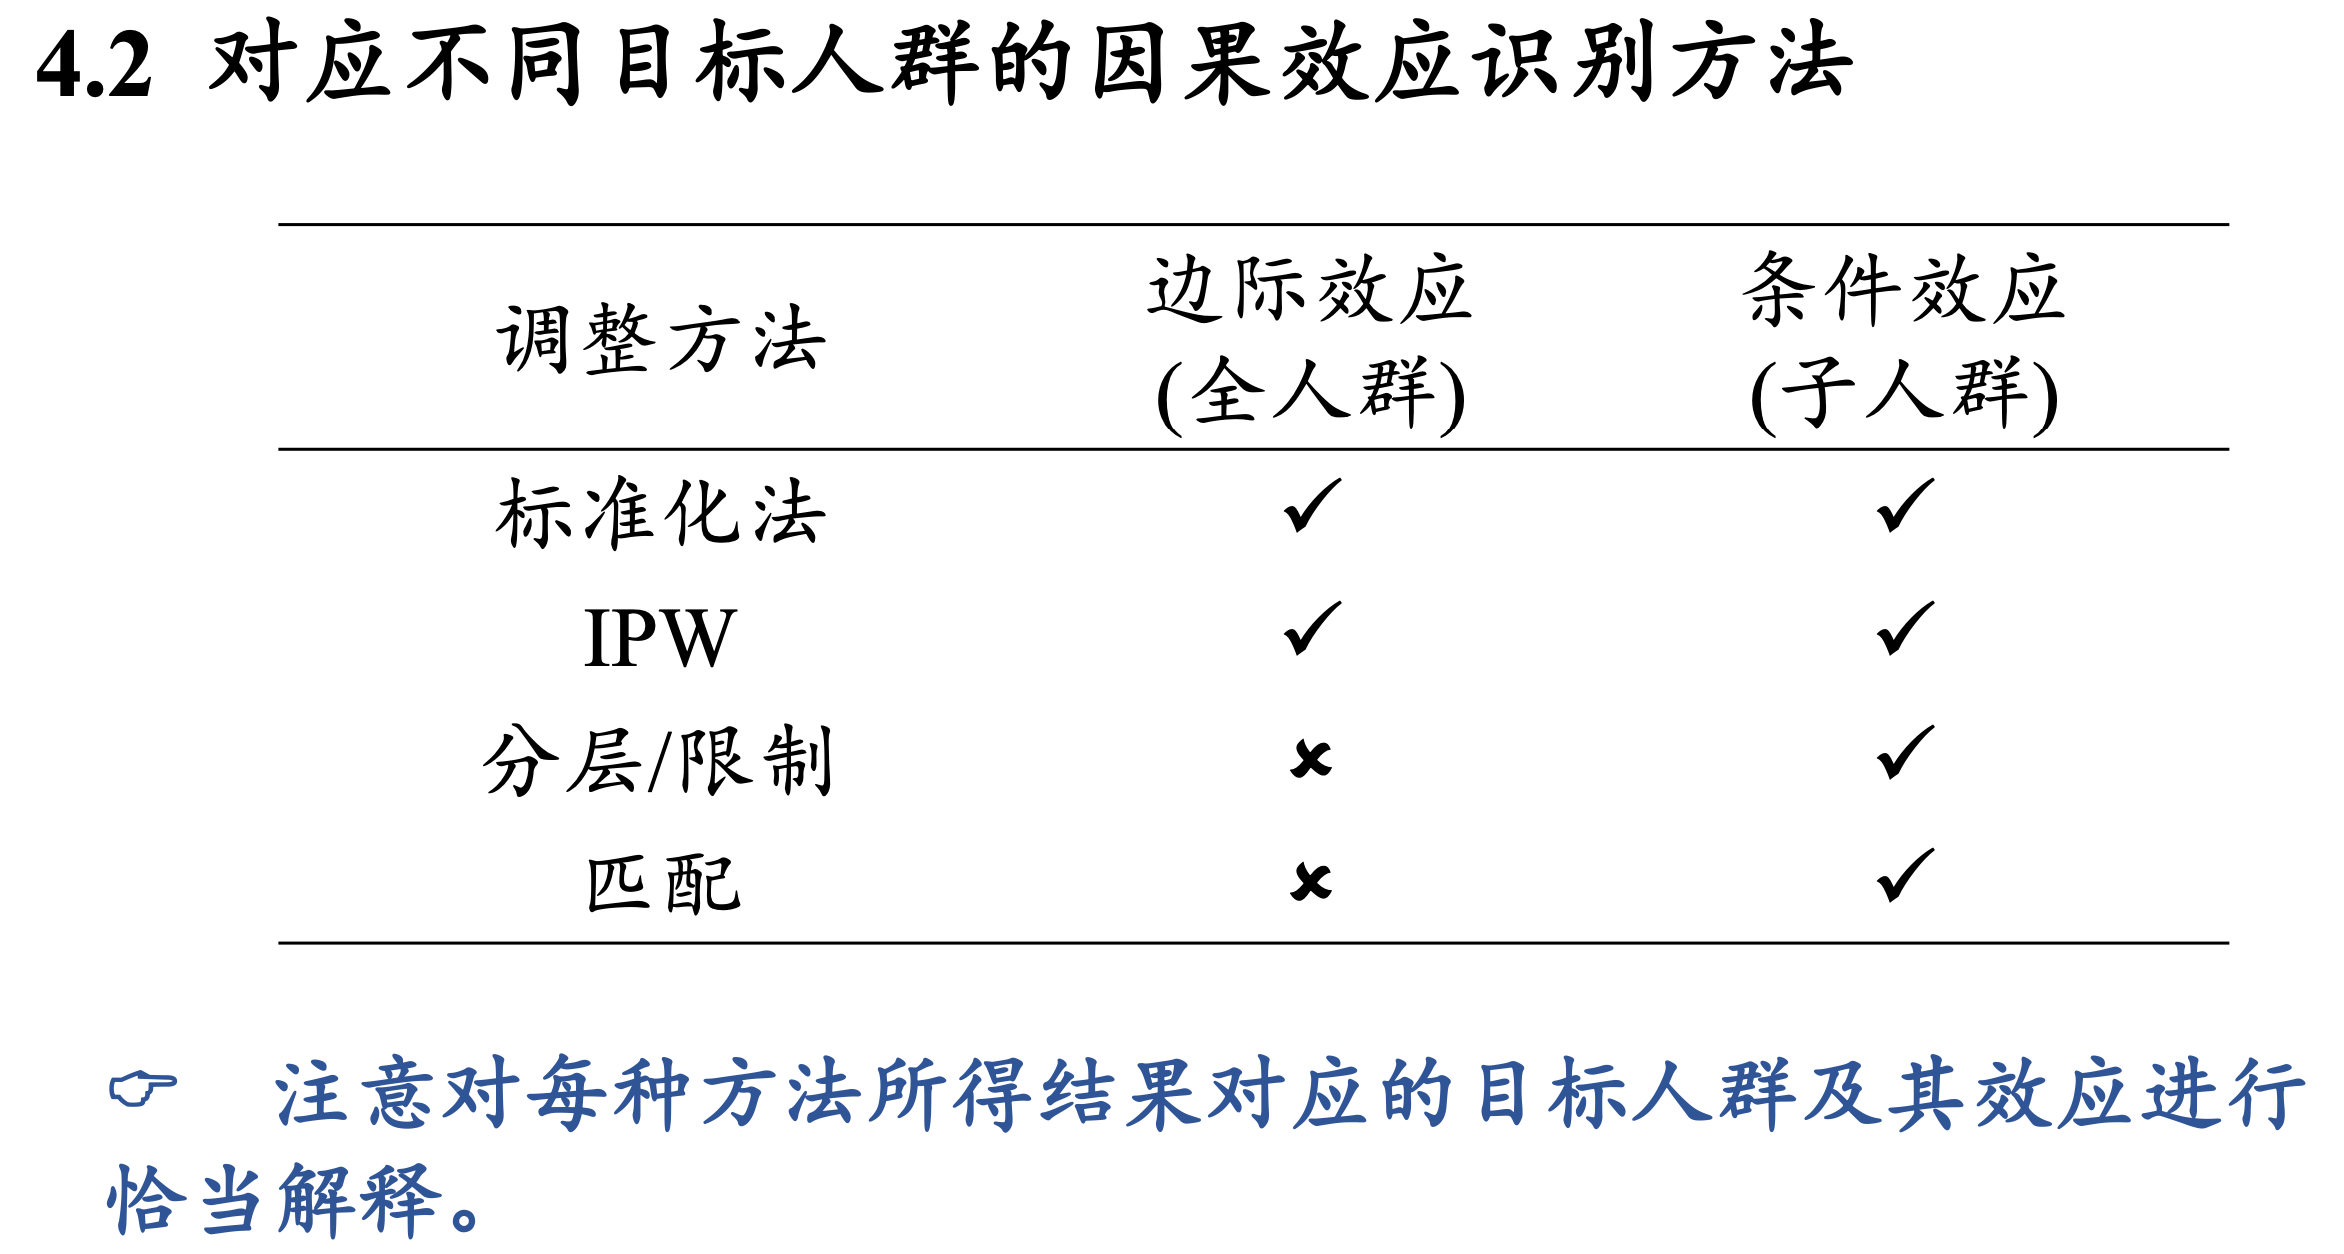 4.2 对应不同目标人群的因果效应识别方法
调整方法 边际效应 (全人群) 条件效应 (子人群)
标准化法 ✓ ✓
IPW ✓ ✓
分层/限制 ✘ ✓
匹配 ✘ ✓
☞ 注意对每种方法所得结果对应的目标人群及其效应进行
恰当解释。